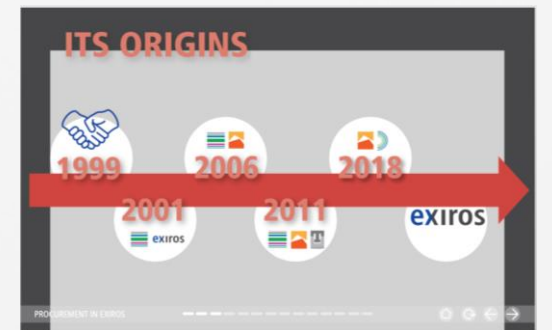 ITS ORIGINS
1999
2006
2018
2001
2011
exiros
exiros
PROCUREMENT IN EXIROS